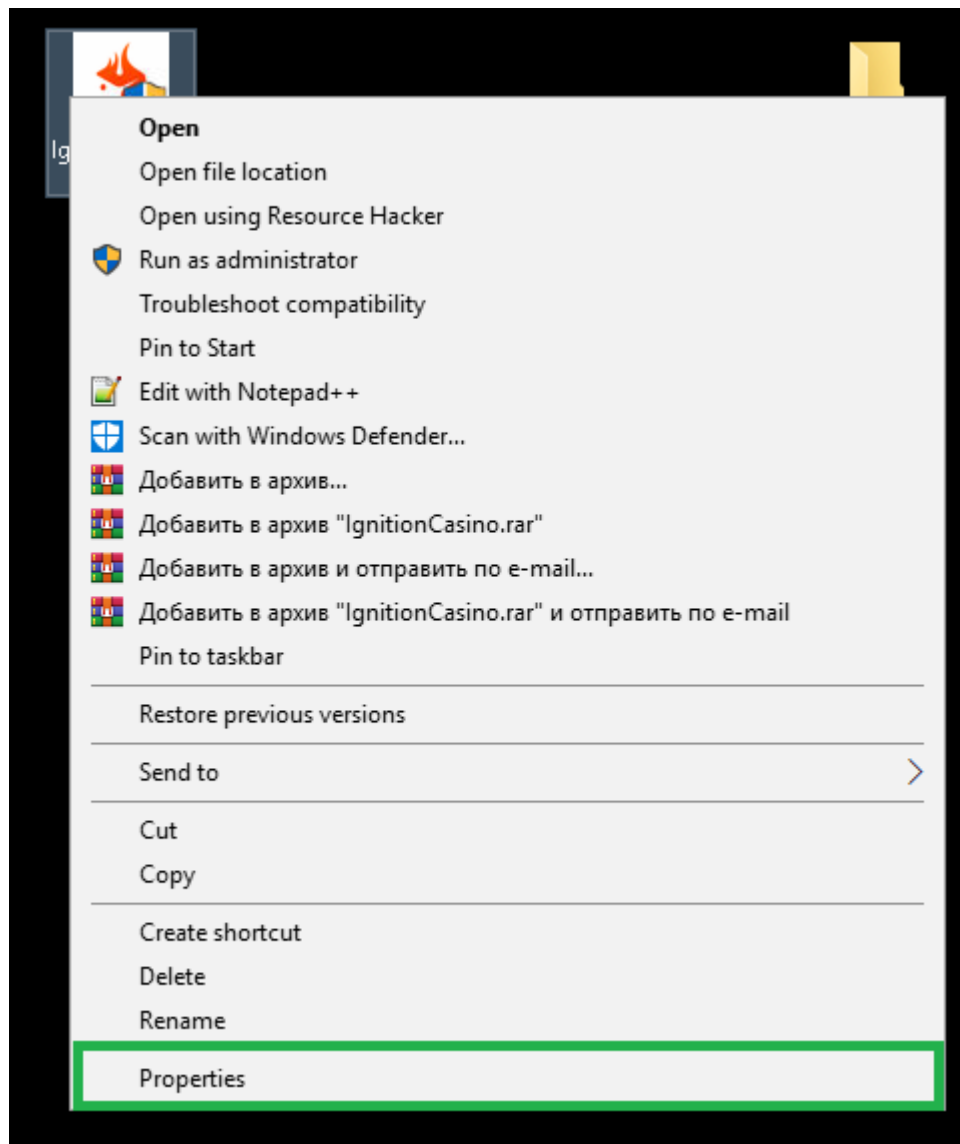 Ig
Open
Open file location
Open using Resource Hacker
Run as administrator
Troubleshoot compatibility
Pin to Start
Edit with Notepad++
Scan with Windows Defender...
Добавить в архив...
Добавить в архив "IgnitionCasino.rar"
Добавить в архив и отправить по e-mail...
Добавить в архив "IgnitionCasino.rar" и отправить по e-mail
Pin to taskbar
Restore previous versions
Send to
Cut
Copy
Create shortcut
Delete
Rename
Properties